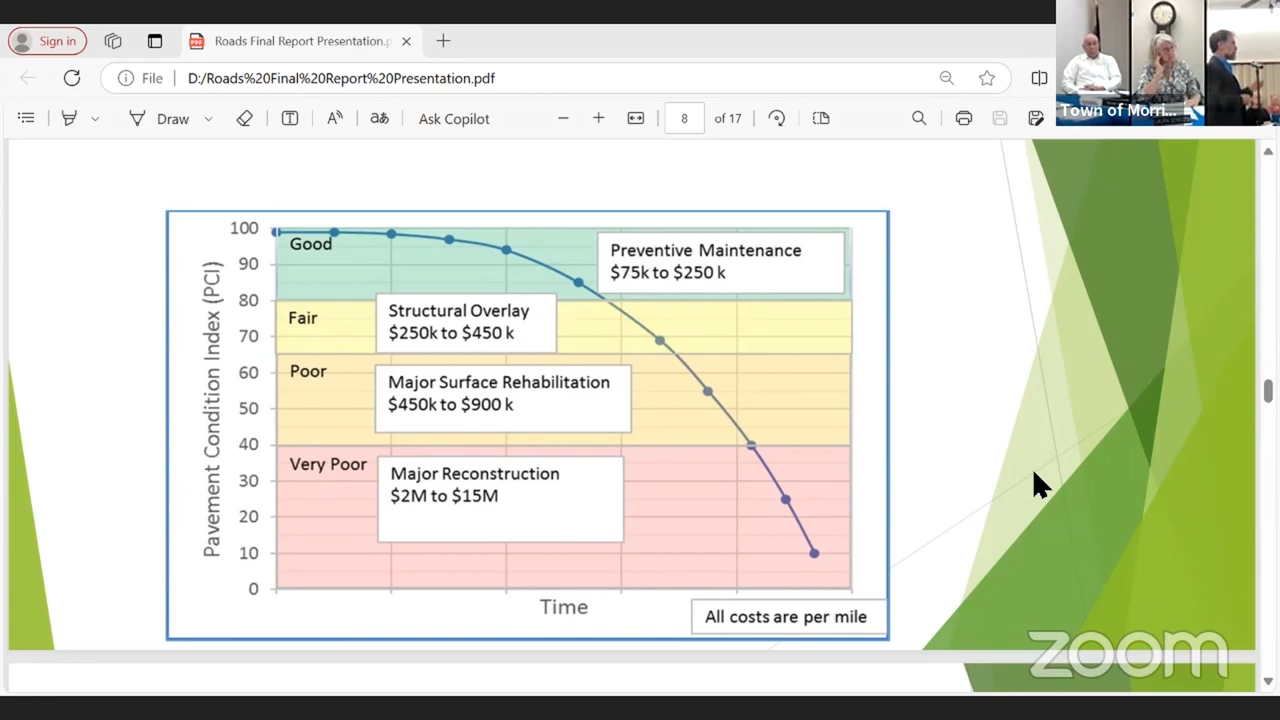 Sign in
Roads Final Report Presentation.p
File
D:/Roads%20Final%20Report%20Presentation.pdf
Draw
Ask Copilot
8 of 17
Town of Morri...
Pavement Condition Index (PCI)
100
90
80
70
60
50
40
30
20
10
0
Good
Preventive Maintenance
$75k to $250 k
Fair
Structural Overlay
$250k to $450 k
Poor
Major Surface Rehabilitation
$450k to $900 k
Very Poor
Major Reconstruction
$2M to $15M
Time
All costs are per mile
zoom